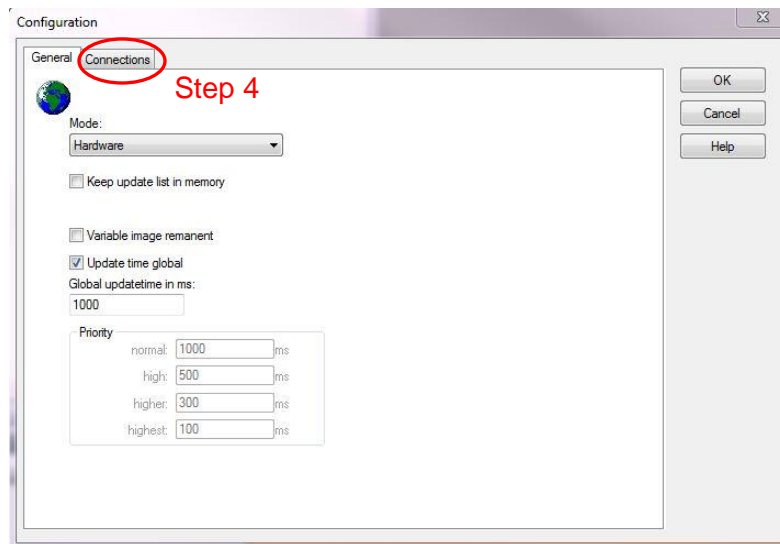 Configuration
General Connections
Step 4
OK
Cancel
Help
Mode:
Hardware
Keep update list in memory
Variable image remanent
Update time global
Global updatetime in ms:
1000
Priority
normal: 1000 ms
high: 500 ms
higher: 300 ms
highest: 100 ms